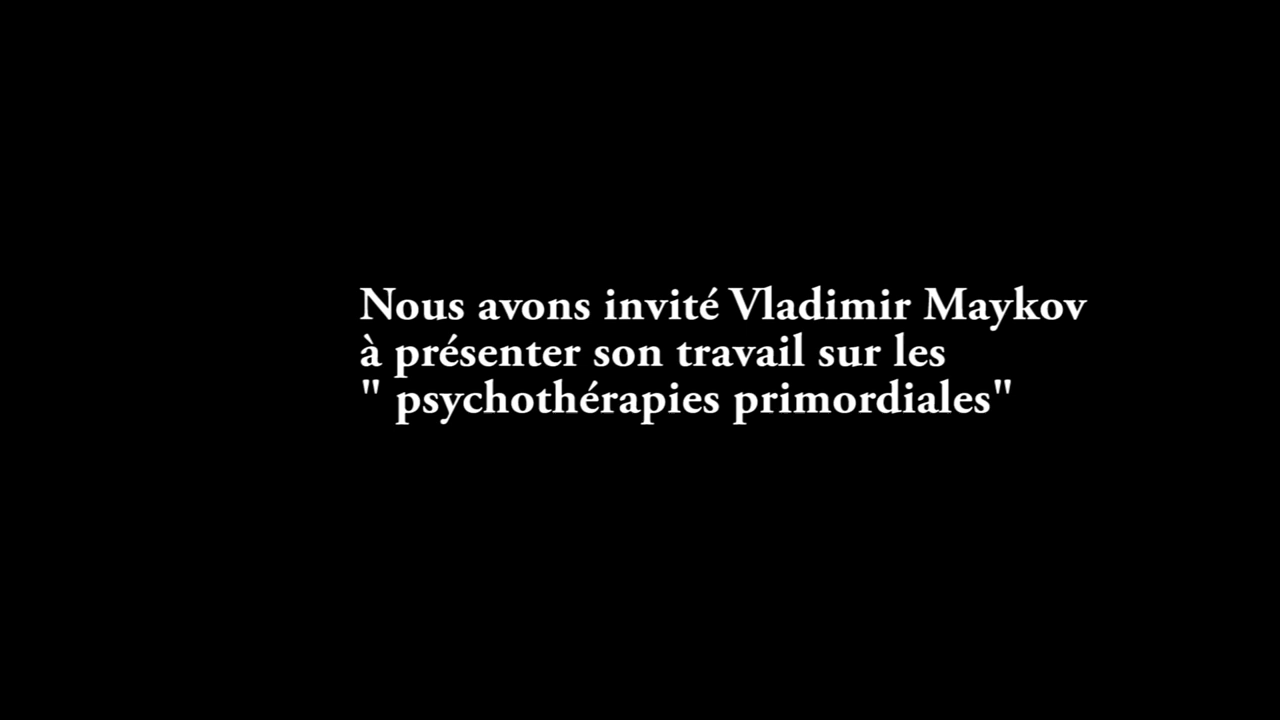 Nous avons invité Vladimir Maykov
à présenter son travail sur les
" psychothérapies primordiales"